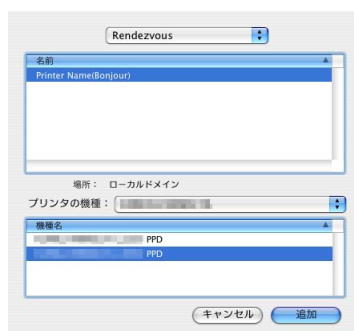 Rendezvous
名前
Printer Name(Bonjour)
場所： ローカルドメイン
プリンタの機種：
機種名
PPD
PPD
キャンセル 追加